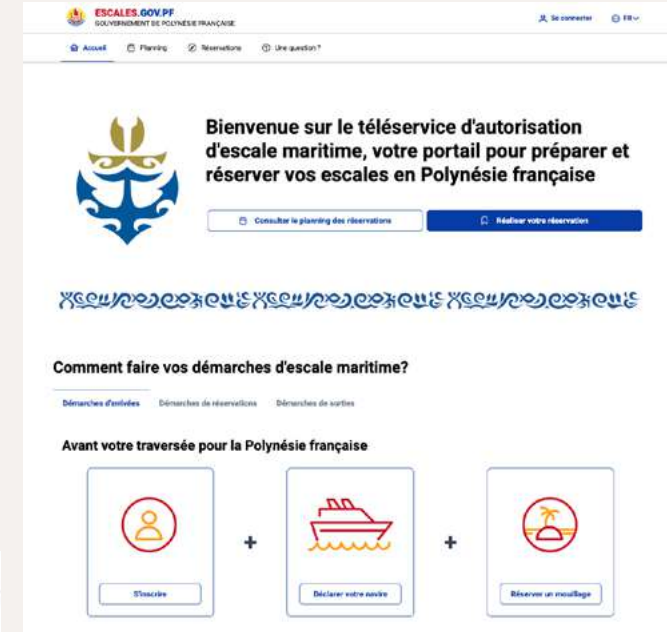 ESCALES.GOV.PF
GOUVERNEMENT DE POLYNÉSIE FRANÇAISE
Se connecter
FR
Accueil
Planning
Réservations
Une question ?
Bienvenue sur le téléservice d'autorisation
d'escale maritime, votre portail pour préparer et
réserver vos escales en Polynésie française
Consulter le planning des réservations
Réaliser votre réservation
Comment faire vos démarches d'escale maritime?
Démarches d'arrivées
Démarches de réservations
Démarches de sorties
Avant votre traversée pour la Polynésie française
+
+
S'inscrire
Déclarer votre navire
Réserver un mouillage